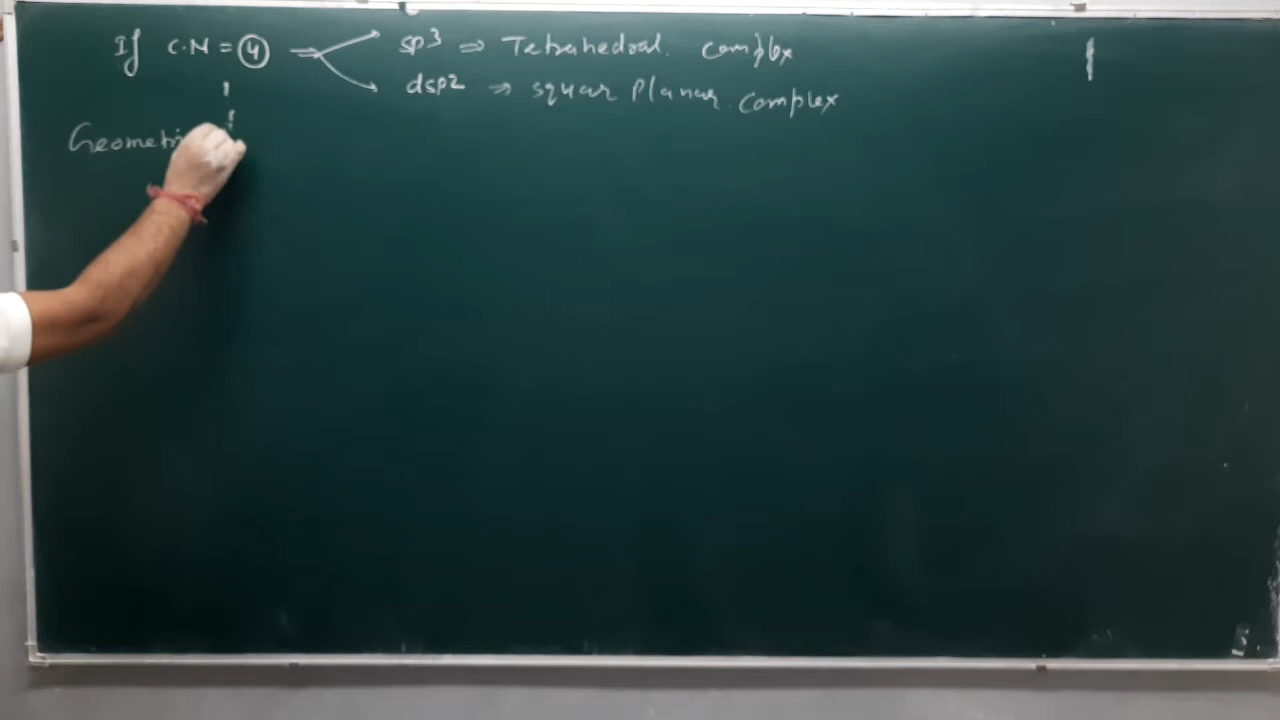 If C.N = 4 ⇒ sp3 ⇒ Tetrahedral. complex
dsp2 ⇒ squar Planar complex
Geometri